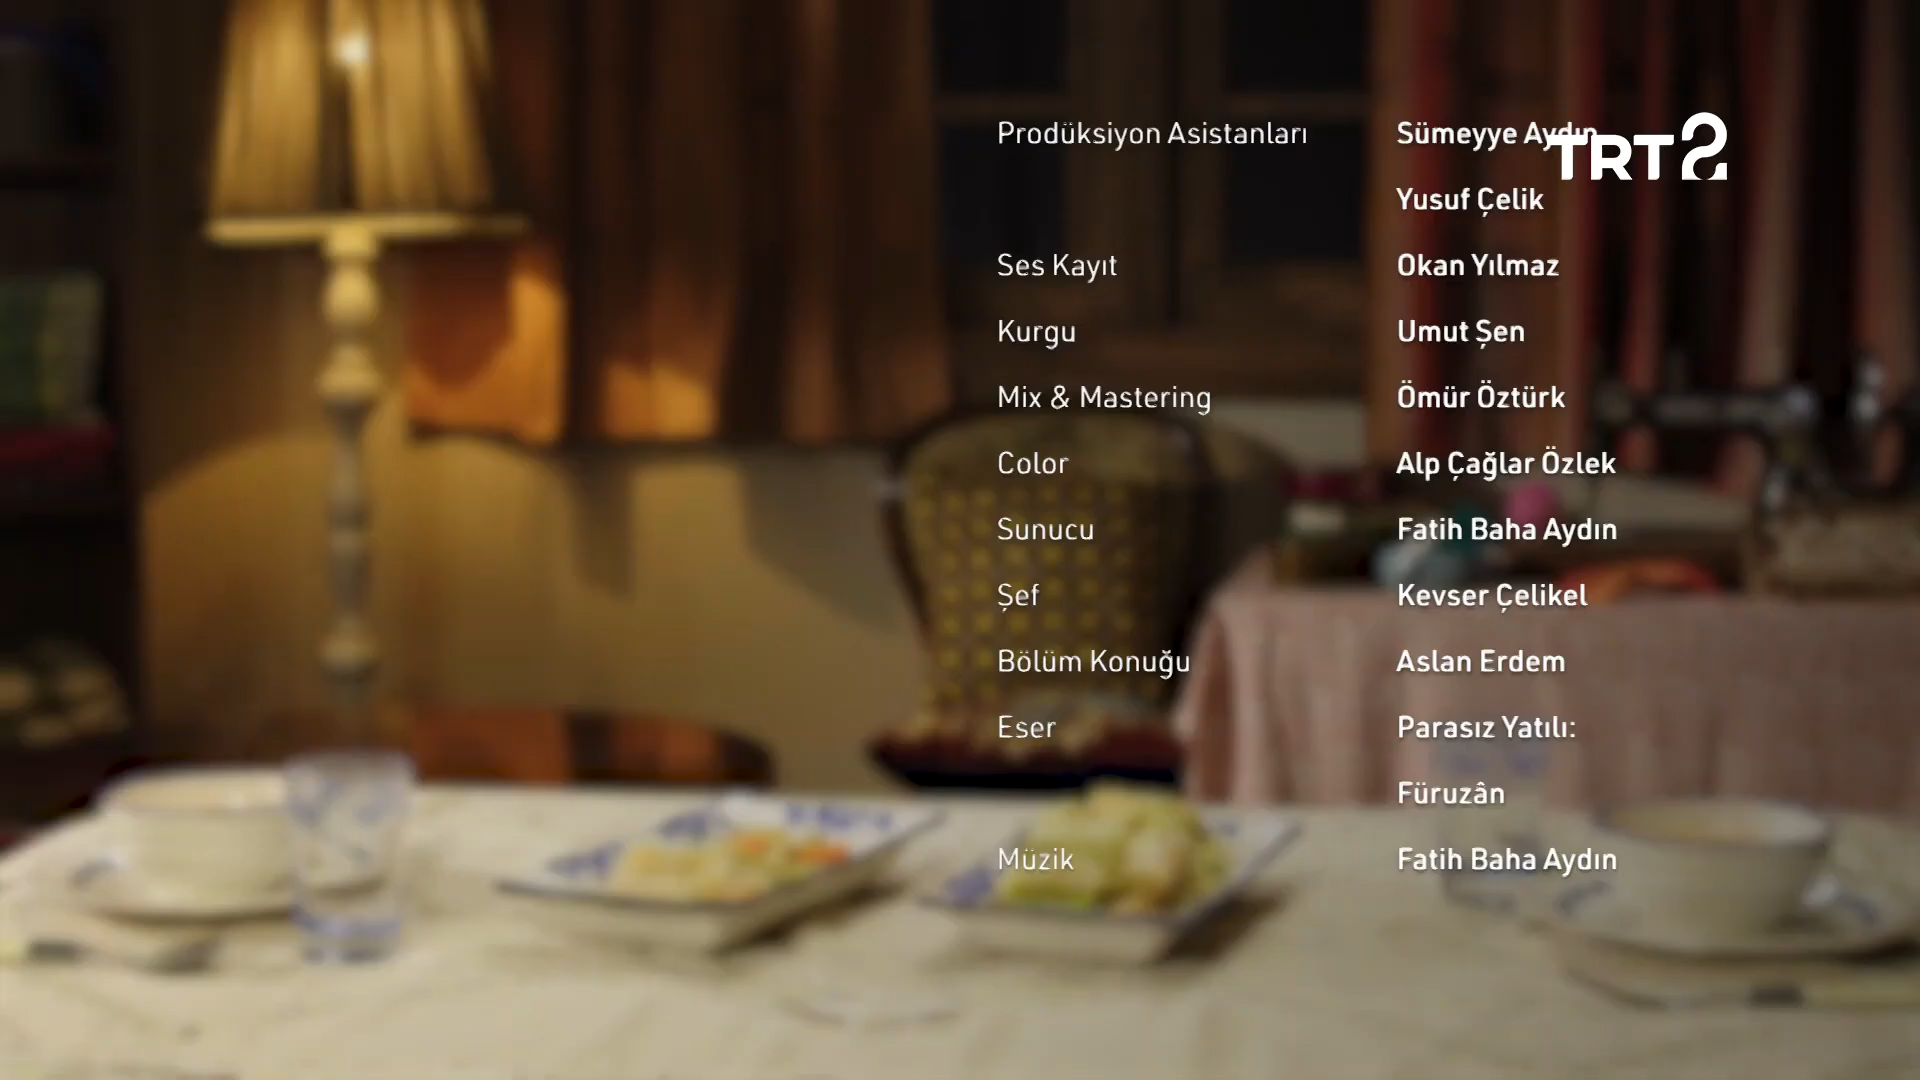 Prodüksiyon Asistanları Sümeyye Aydın
TRT 2
Yusuf Çelik
Ses Kayıt Okan Yılmaz
Kurgu Umut Şen
Mix & Mastering Ömür Öztürk
Color Alp Çağlar Özlek
Sunucu Fatih Baha Aydın
Şef Kevser Çelikel
Bölüm Konuğu Aslan Erdem
Eser Parasız Yatılı:
Füruzân
Müzik Fatih Baha Aydın